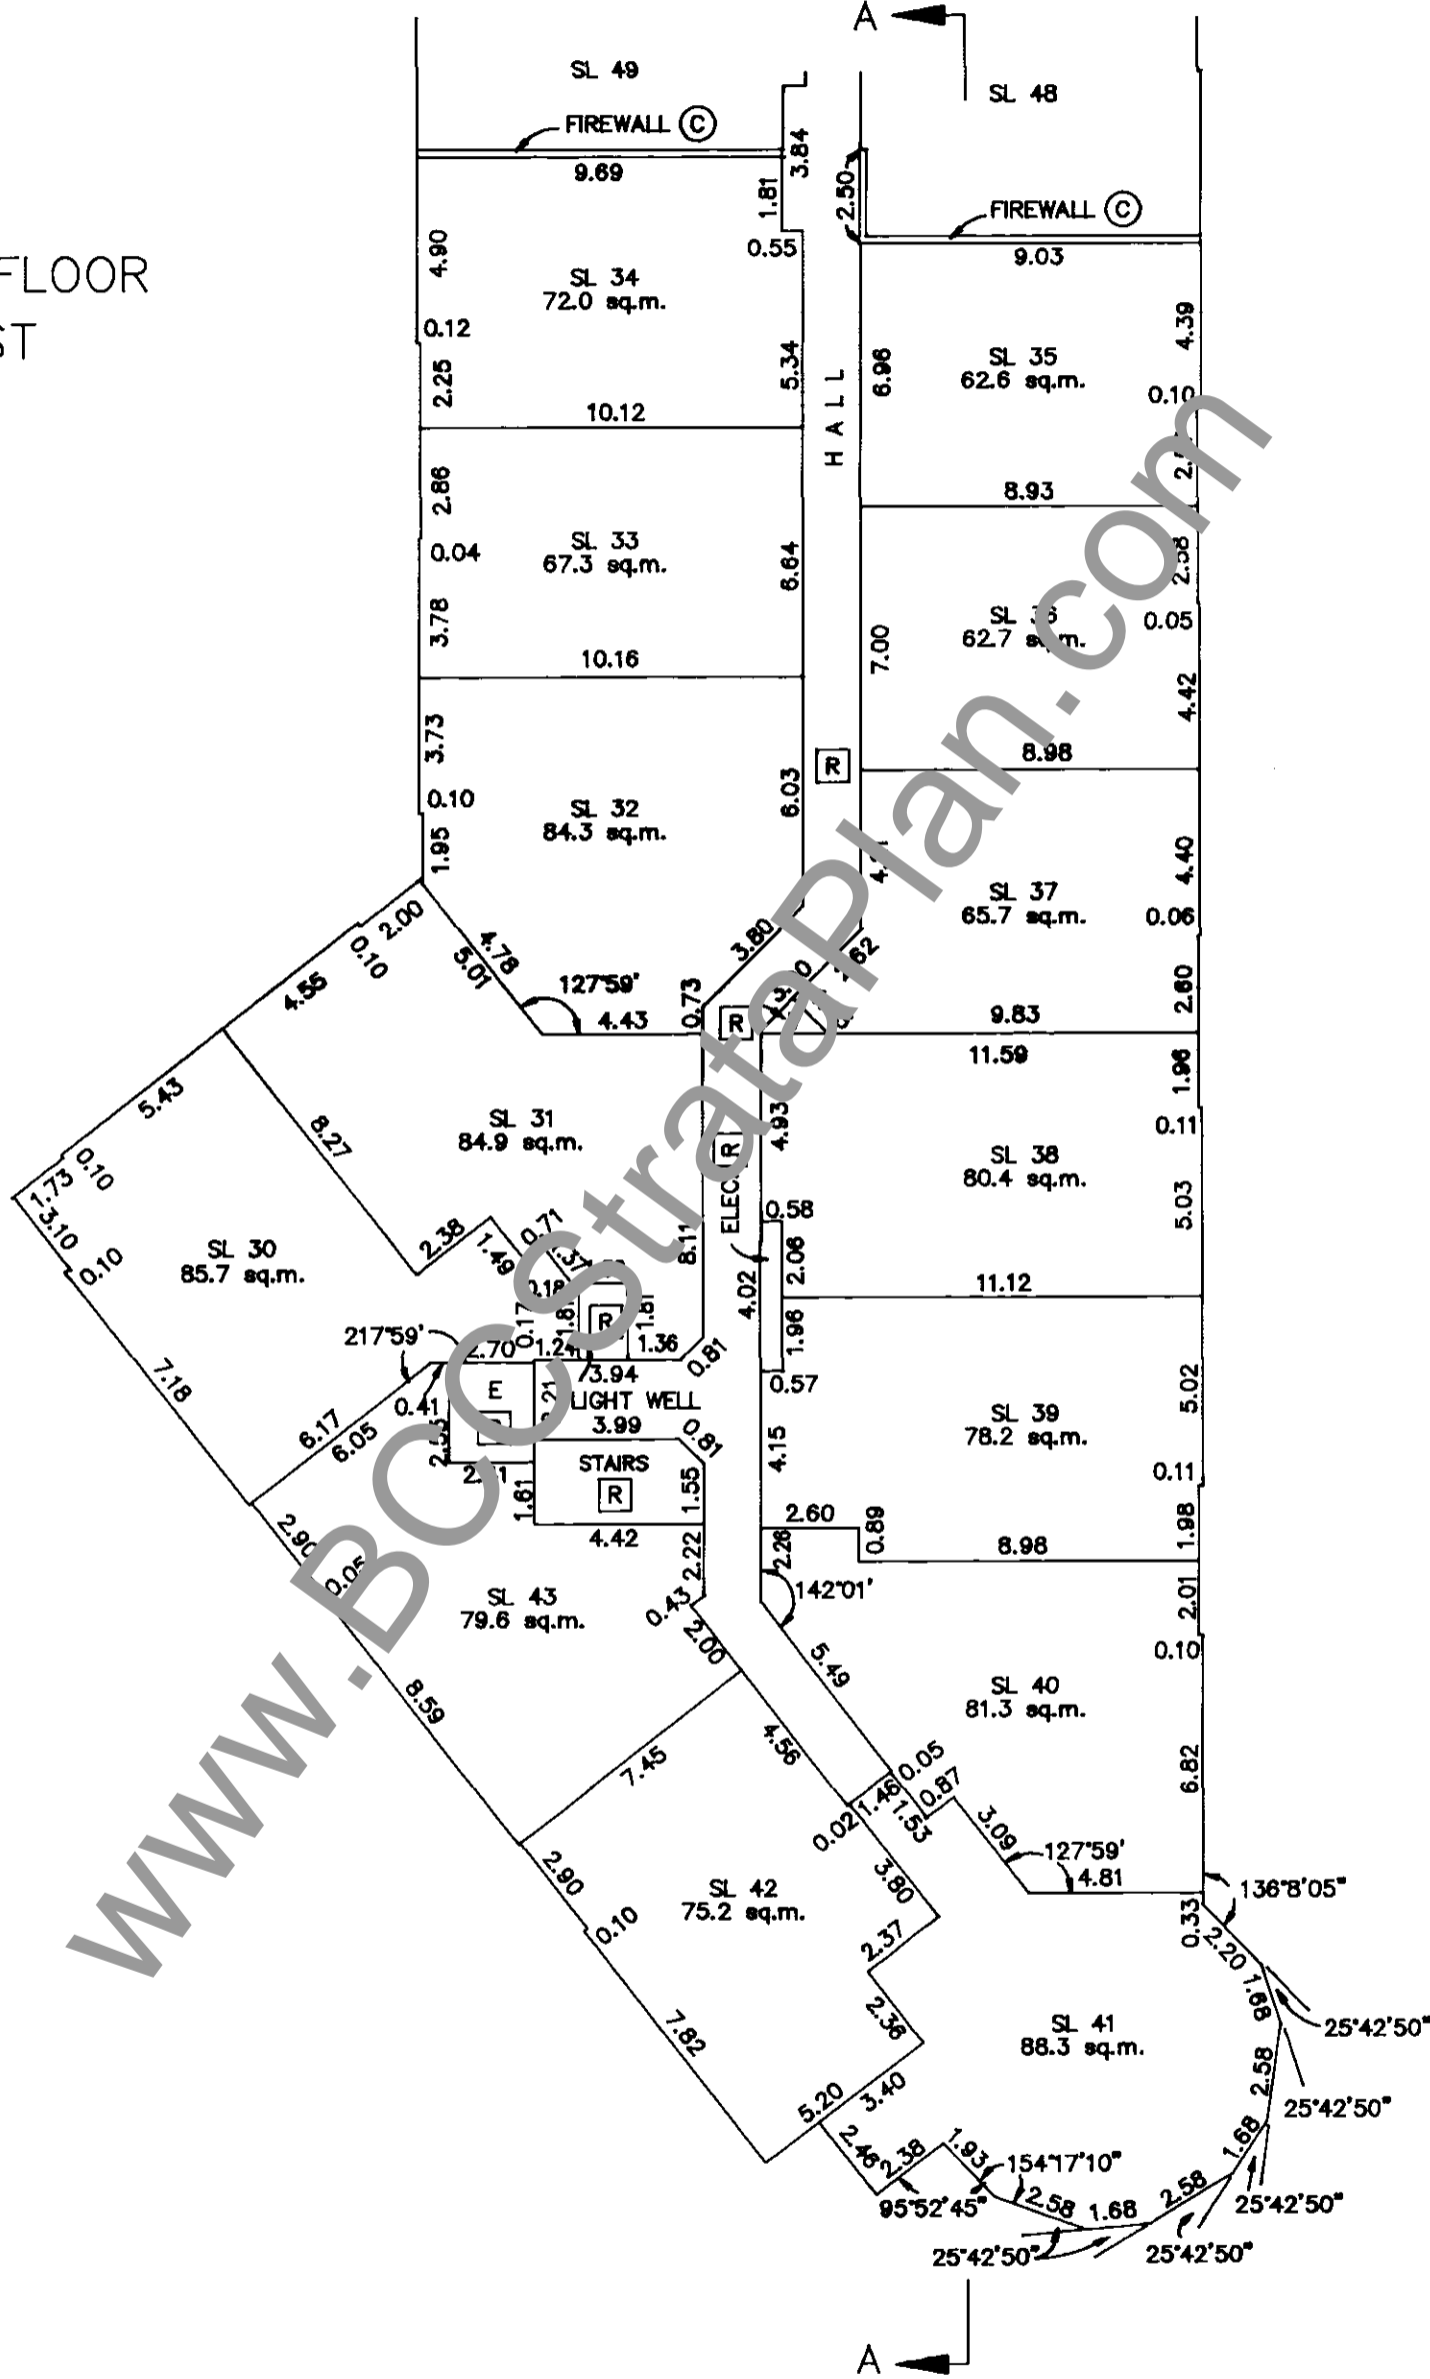 A
SL 49
SL 48
FIREWALL C
3.84
9.69
1.81
2.50
FIREWALL C
0.55
9.03
4.90
FLOOR
ST
SL 34
72.0 sq.m.
0.12
4.39
5.34
6.96
SL 35
62.6 sq.m.
2.25
0.10
HALL
10.12
8.93
2.86
SL 33
67.3 sq.m.
0.04
6.64
2.58
3.78
7.00
SL 36
62.7 sq.m.
0.05
10.16
4.42
8.98
3.73
R
0.10
6.03
SL 32
84.3 sq.m.
1.95
4.40
SL 37
65.7 sq.m.
0.06
2.00
0.10
4.78
5.01
3.80
127°59'
4.55
4.43
0.73
R
9.83
2.60
11.59
1.96
5.43
8.27
SL 31
84.9 sq.m.
4.93
0.11
R
ELEC
SL 38
80.4 sq.m.
0.10
1.73
3.10
0.10
2.38
1.49
0.71
8.11
0.58
5.03
SL 30
85.7 sq.m.
2.06
4.02
11.12
0.18
0.17
1.81
R
1.81
1.96
217°59'
2.70
1.24
1.36
0.81
3.94
0.57
7.18
E
LIGHT WELL
5.02
0.41
3.99
0.81
SL 39
78.2 sq.m.
6.17
6.05
2.53
STAIRS
R
4.15
1.55
0.11
1.61
2.60
0.89
1.98
4.42
8.98
2.90
0.05
2.22
2.26
142°01'
SL 43
79.6 sq.m.
0.43
2.00
2.01
0.10
5.49
SL 40
81.3 sq.m.
8.59
4.56
7.45
0.05
6.82
0.87
1.46
1.53
0.02
3.09
127°59'
4.81
2.90
3.80
136°8'05"
SL 42
75.2 sq.m.
0.33
0.10
2.37
2.20
1.68
2.36
SL 41
88.3 sq.m.
25°42'50"
7.82
2.58
5.20
3.40
25°42'50"
1.68
2.46
2.38
1.93
154°17'10"
95°52'45"
2.58
1.68
2.58
25°42'50"
25°42'50"
25°42'50"
A
www.BCStrataPlan.com